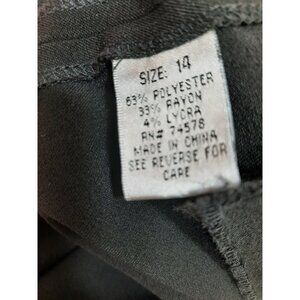 SIZE: 14
63% POLYESTER
33% RAYON
4% LYCRA
RN# 74578
MADE IN CHINA
SEE REVERSE FOR
CARE